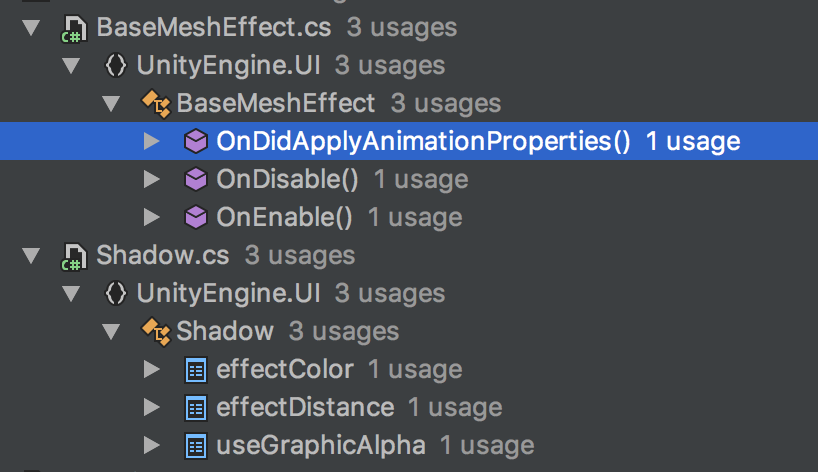 BaseMeshEffect.cs 3 usages
UnityEngine.UI 3 usages
BaseMeshEffect 3 usages
OnDidApplyAnimationProperties() 1 usage
OnDisable() 1 usage
OnEnable() 1 usage
Shadow.cs 3 usages
UnityEngine.UI 3 usages
Shadow 3 usages
effectColor 1 usage
effectDistance 1 usage
useGraphicAlpha 1 usage